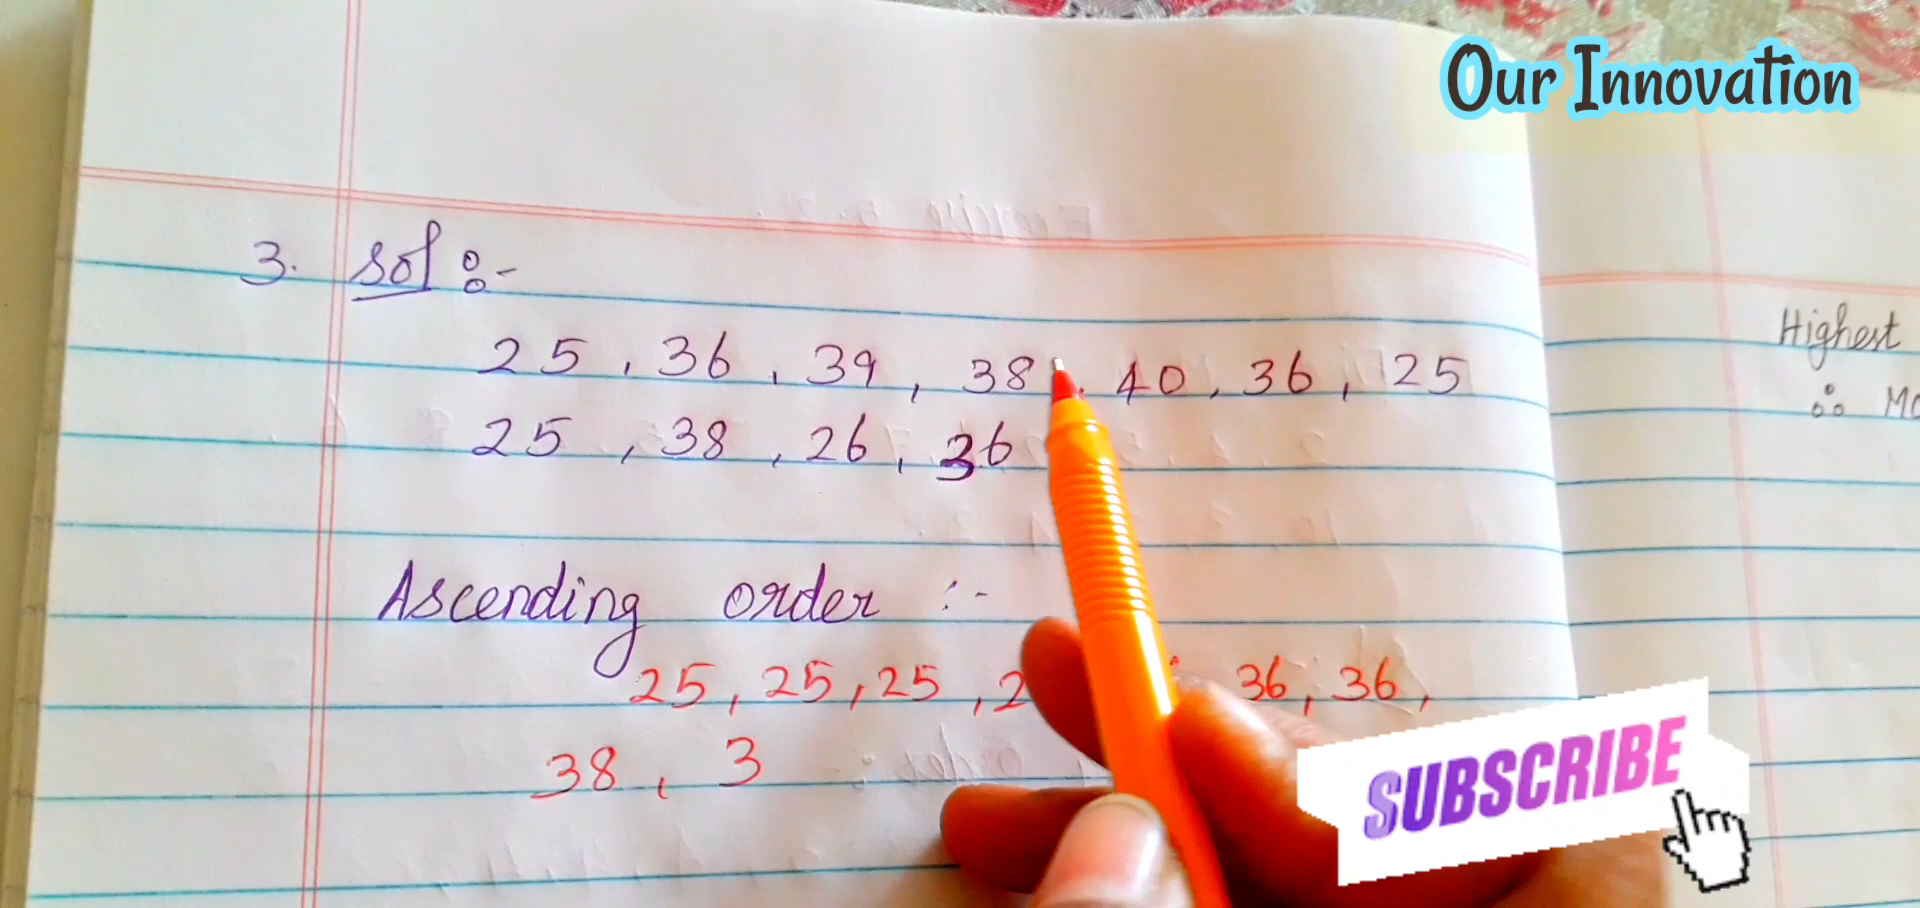 Our Innovation
3. Sol :-
25, 36, 39, 38, 40, 36, 25
25, 38, 26, 36
Ascending order :-
25, 25, 25, 2 36, 36,
38, 3
Highest
∴
SUBSCRIBE